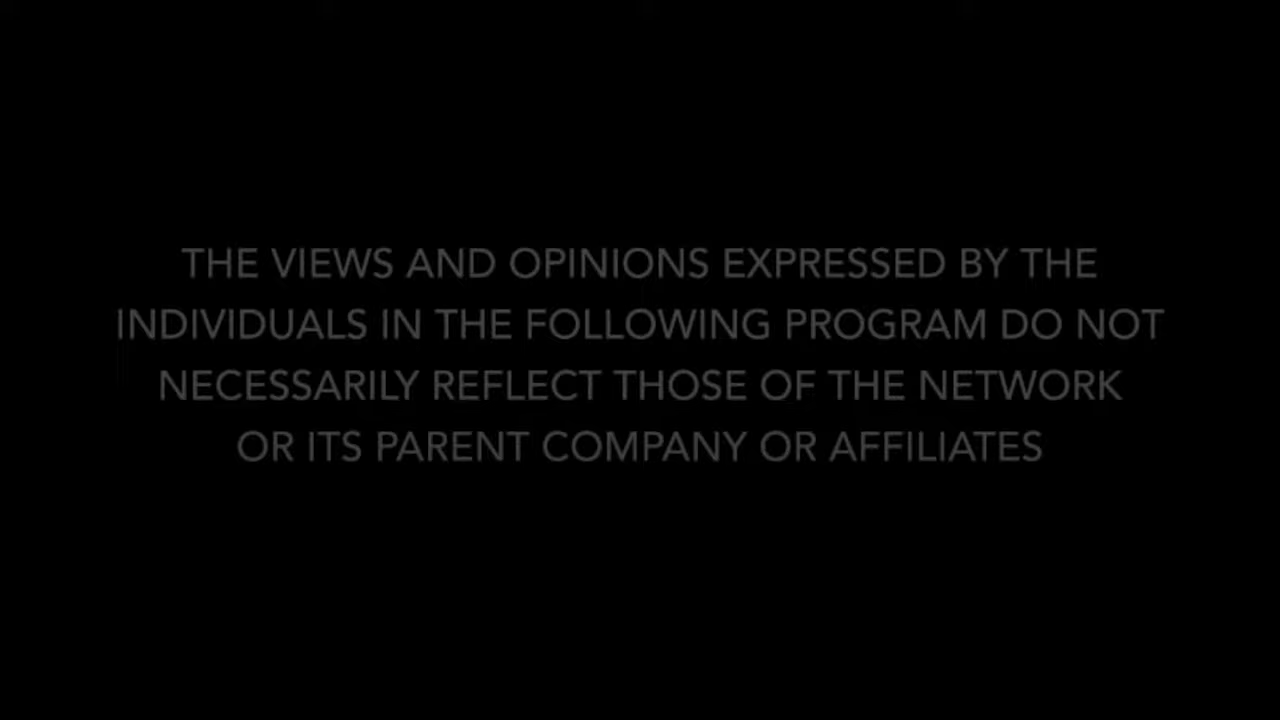 THE VIEWS AND OPINIONS EXPRESSED BY THE
INDIVIDUALS IN THE FOLLOWING PROGRAM DO NOT
NECESSARILY REFLECT THOSE OF THE NETWORK
OR ITS PARENT COMPANY OR AFFILIATES